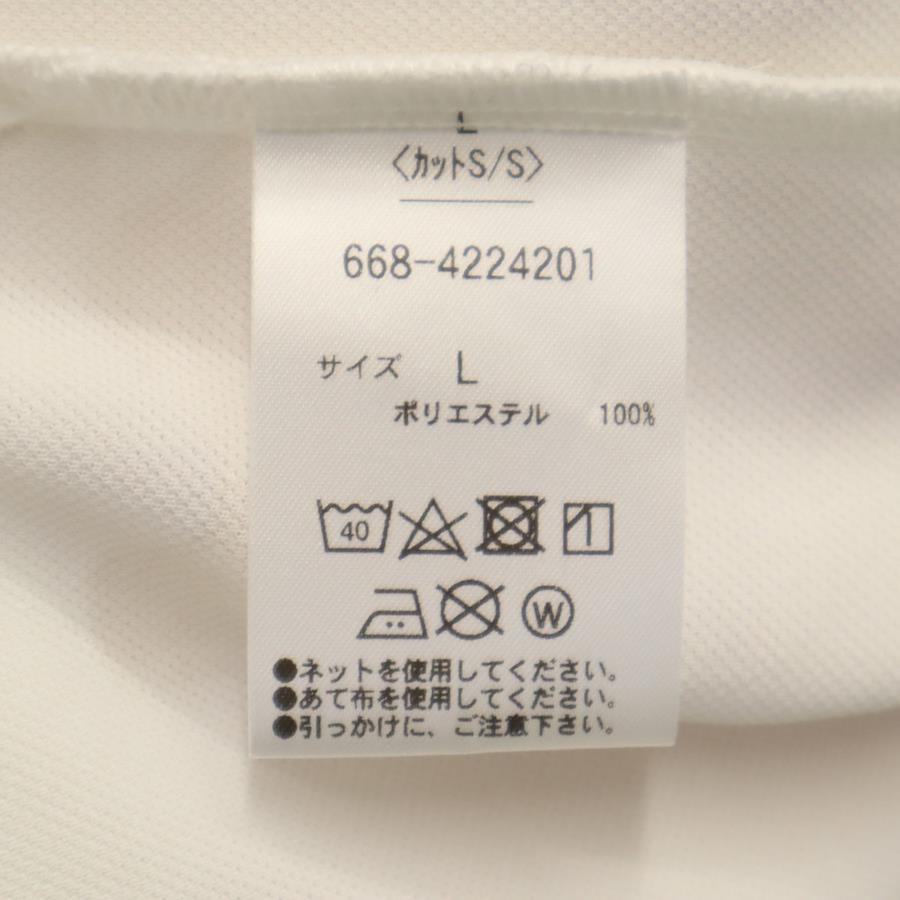 L
〈カットS/S〉
668-4224201
サイズ L
ポリエステル 100%
40
W
●ネットを使用してください。
●あて布を使用してください。
●引っかけに、ご注意下さい。